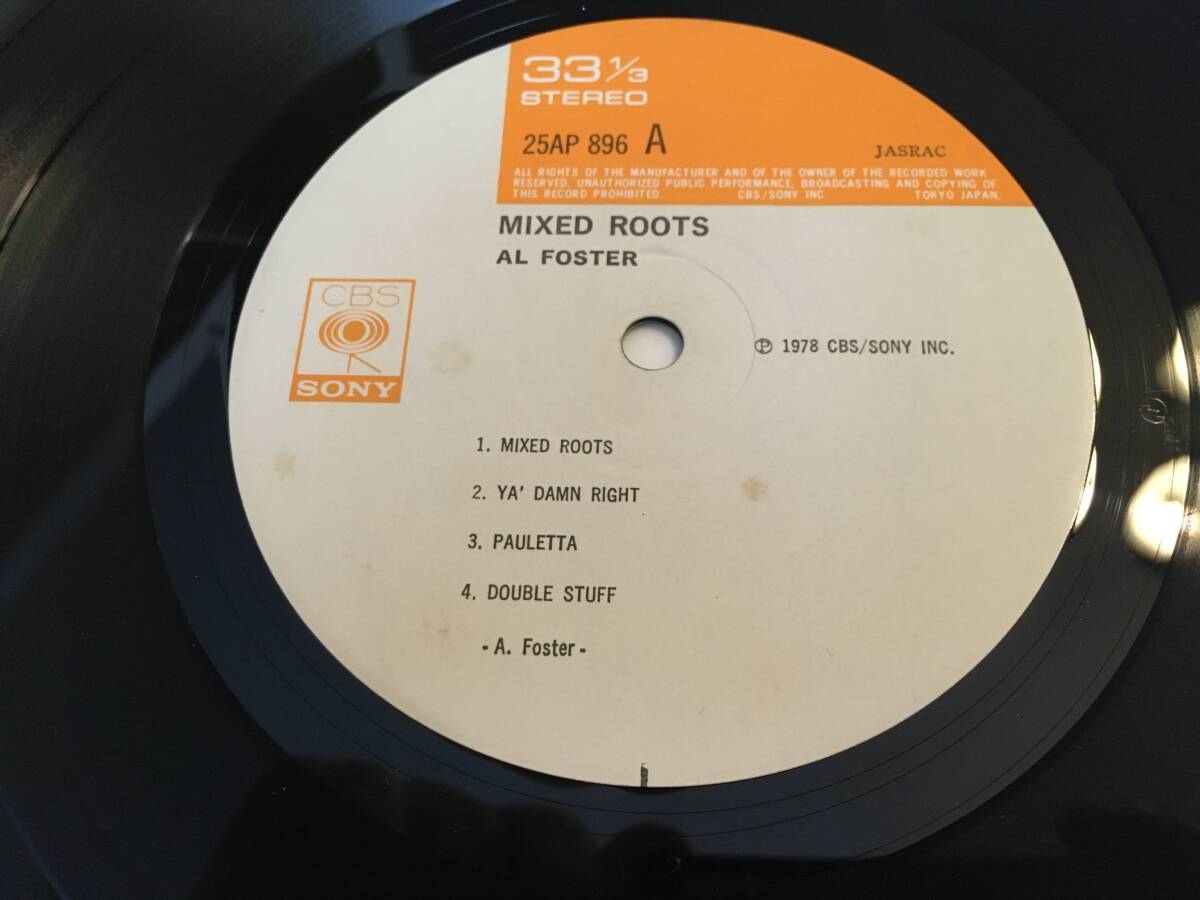 33 1/3
STEREO
25AP 896 A
JASRAC
ALL RIGHTS OF THE MANUFACTURER AND OF THE OWNER OF THE RECORDED WORK
RESERVED. UNAUTHORIZED PUBLIC PERFORMANCE, BROADCASTING AND COPYING OF
THIS RECORD PROHIBITED. CBS/SONY INC. TOKYO JAPAN.
MIXED ROOTS
AL FOSTER
CBS
SONY
Ⓟ 1978 CBS/SONY INC.
1. MIXED ROOTS
2. YA' DAMN RIGHT
3. PAULETTA
4. DOUBLE STUFF
- A. Foster -